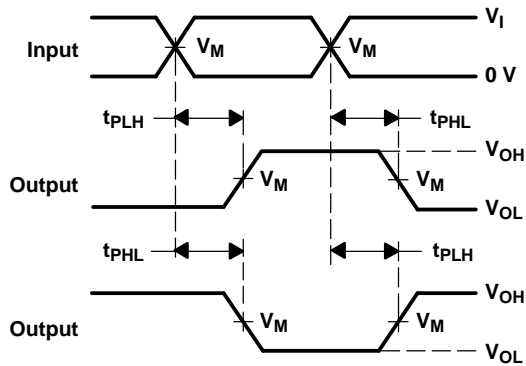 V_I
Input V_M V_M
0 V
t_PLH t_PHL
V_OH
Output V_M V_M
V_OL
t_PHL t_PLH
V_OH
Output V_M V_M
V_OL